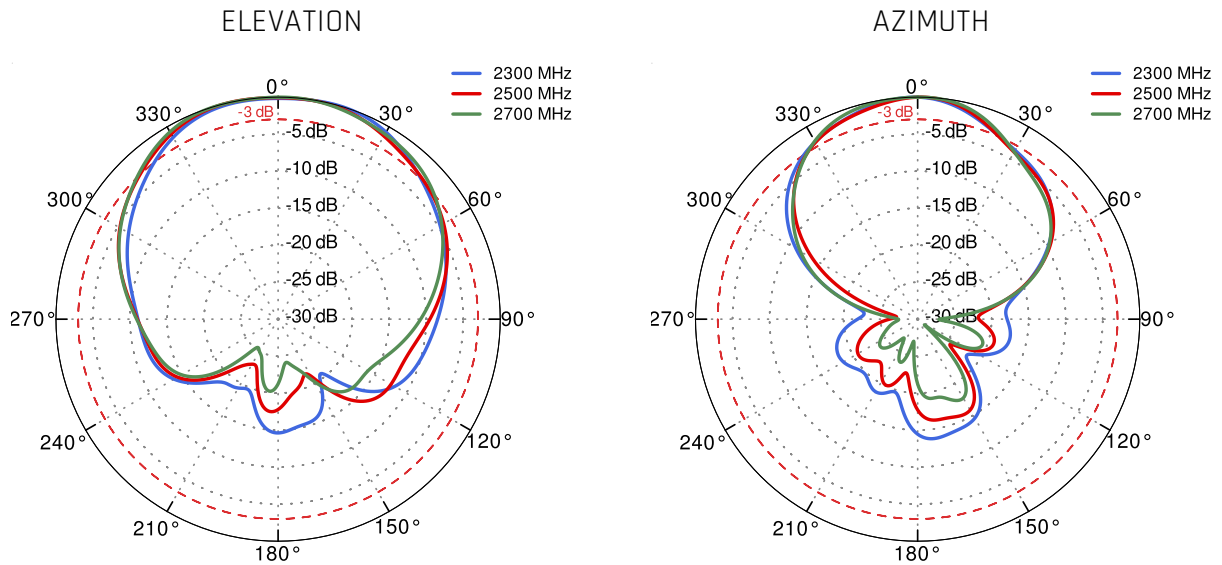 ELEVATION
2300 MHz
2500 MHz
2700 MHz
0°
330°
30°
-3 dB
-5 dB
-10 dB
300°
60°
-15 dB
-20 dB
-25 dB
270°
-30 dB
90°
240°
120°
210°
150°
180°
AZIMUTH
2300 MHz
2500 MHz
2700 MHz
0°
330°
30°
-3 dB
-5 dB
-10 dB
300°
60°
-15 dB
-20 dB
-25 dB
270°
-30 dB
90°
240°
120°
210°
150°
180°